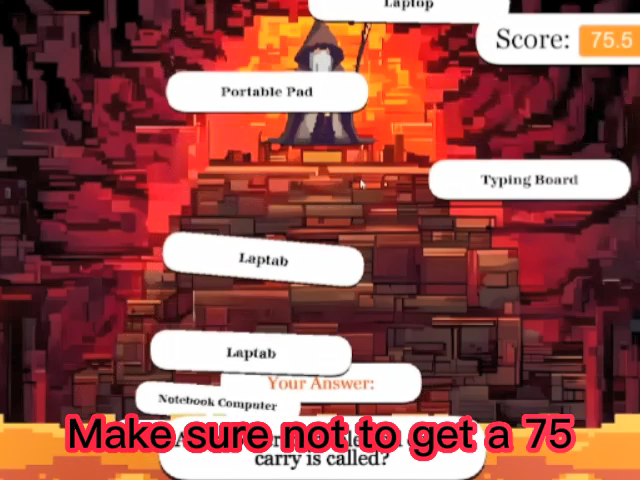 Laptop
Score: 75.5
Portable Pad
Typing Board
Laptab
Laptab
Your Answer:
Notebook Computer
Make sure not to get a 75
carry is called?